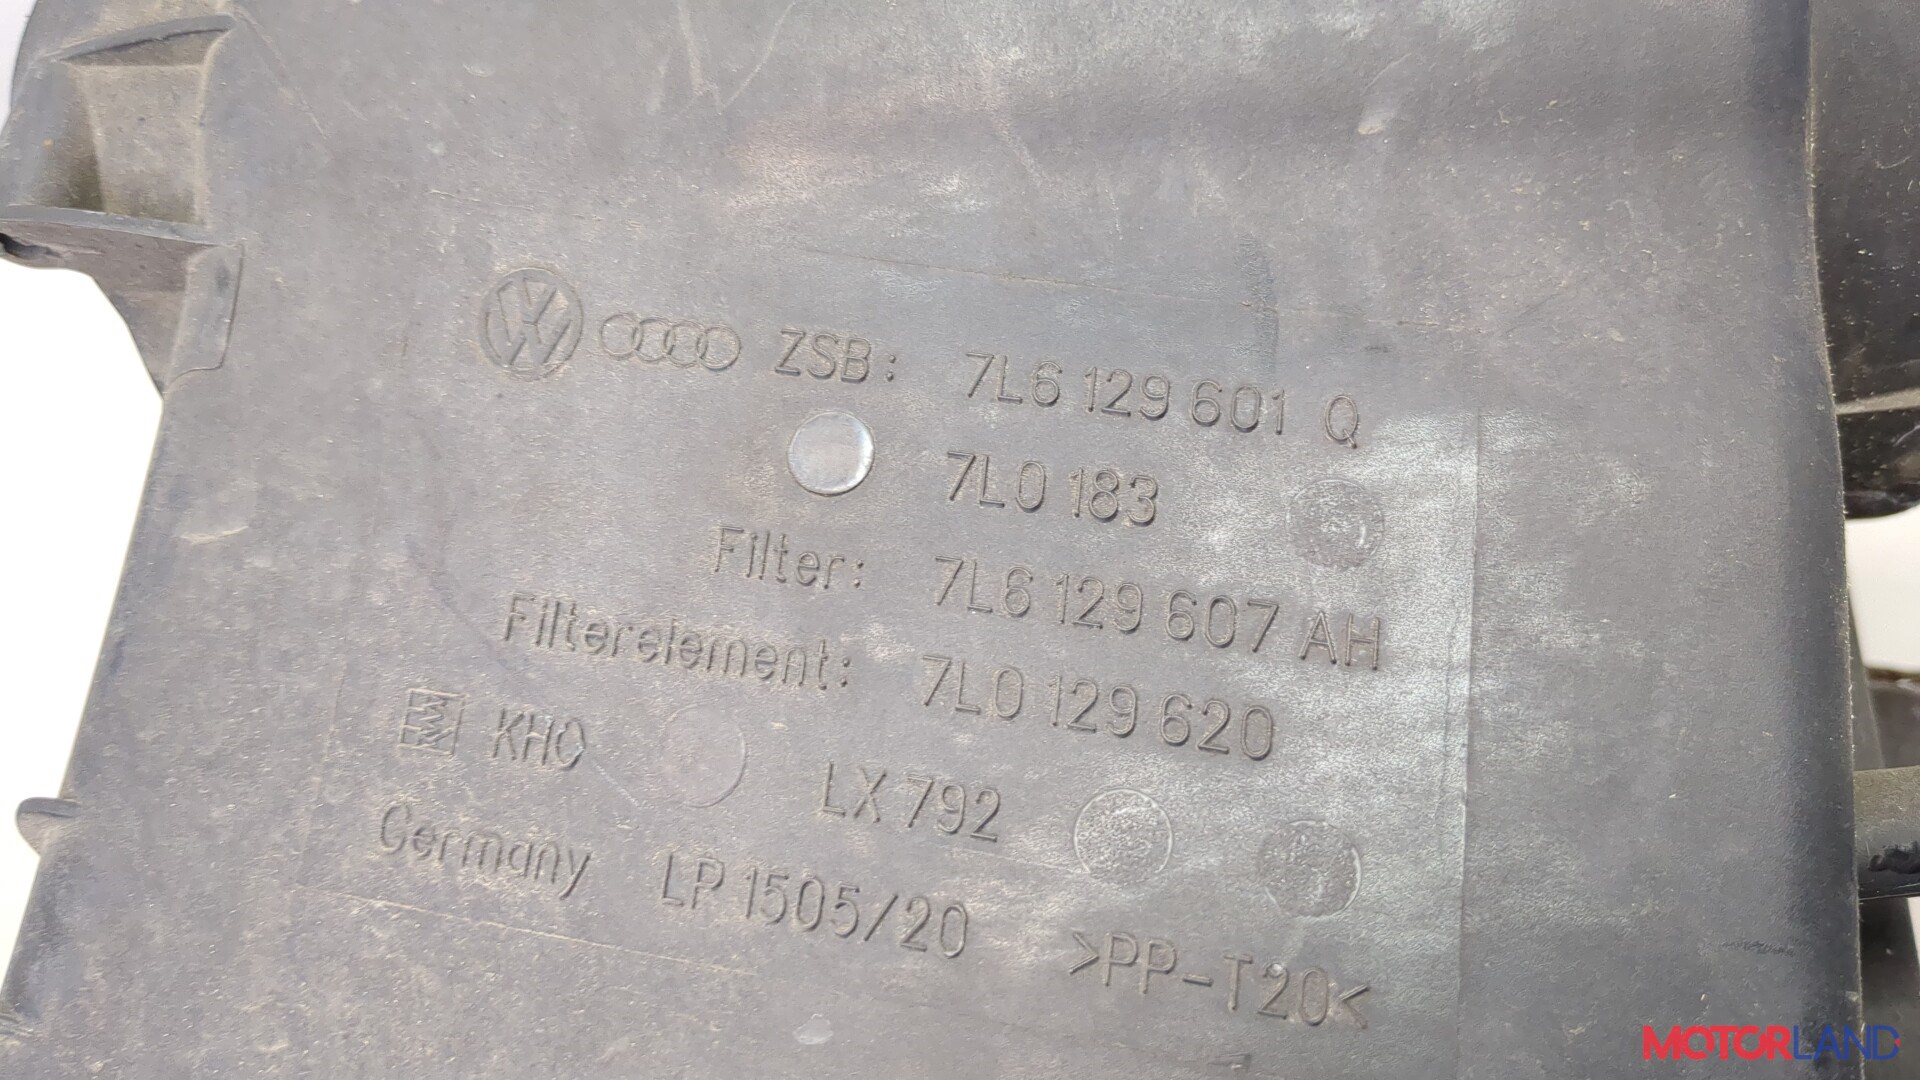 ZSB: 7L6 129 601 Q
7L0 183
Filter: 7L6 129 607 AH
Filterelement: 7L0 129 620
KHO LX 792
Germany LP 1505/20 >PP-T20<
MOTORLAND